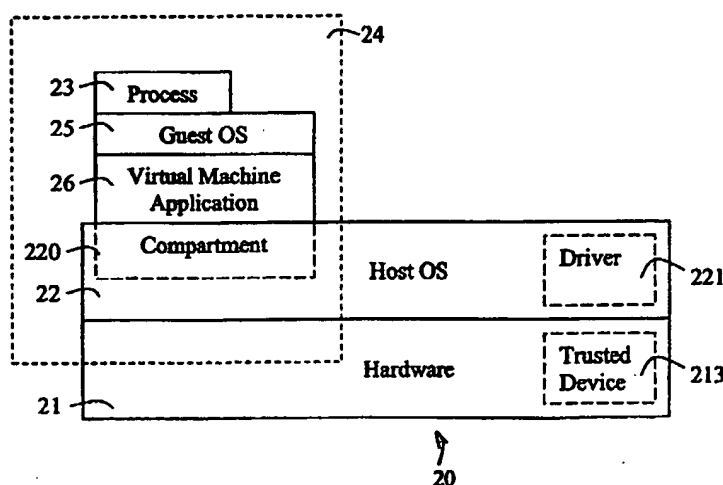 24
23
Process
25
Guest OS
26
Virtual Machine
Application
220
Compartment
22
Host OS
Driver
221
Hardware
Trusted
Device
213
21
20